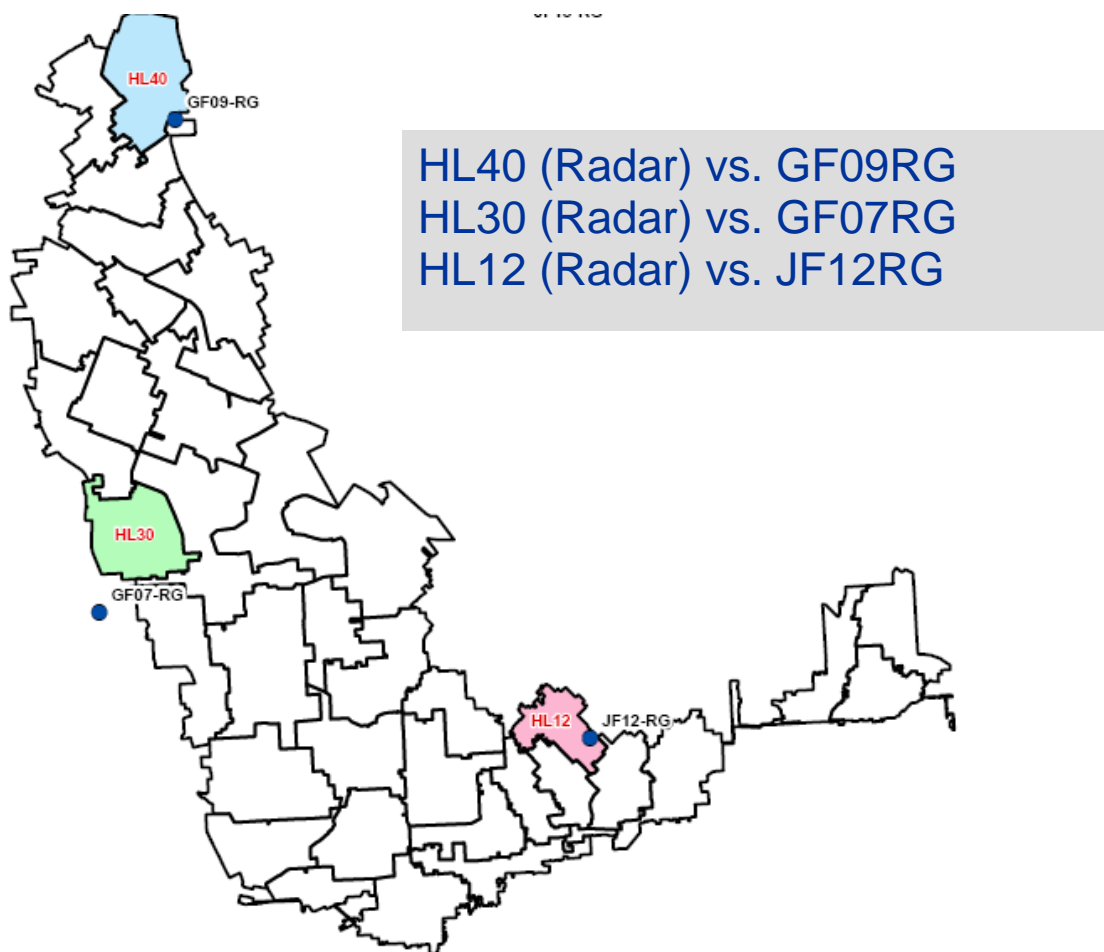 HL40
GF09-RG
HL40 (Radar) vs. GF09RG
HL30 (Radar) vs. GF07RG
HL12 (Radar) vs. JF12RG
HL30
GF07-RG
HL12
JF12-RG